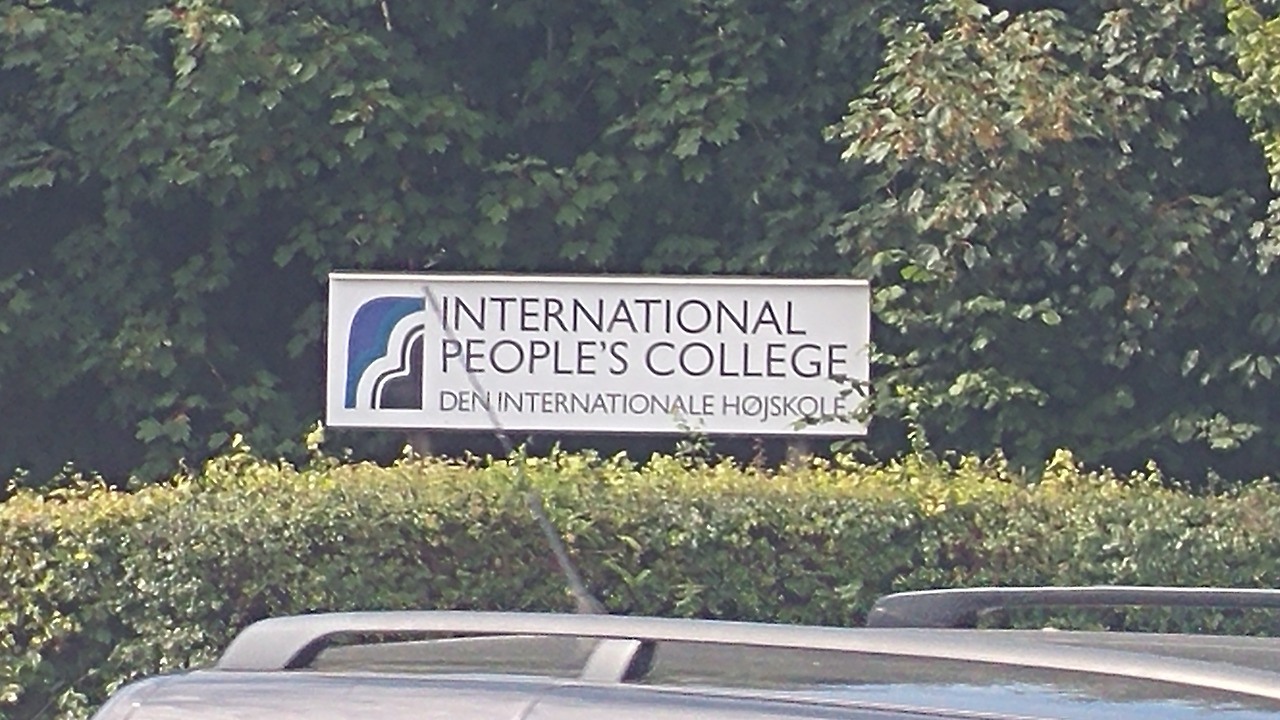 INTERNATIONAL
PEOPLE'S COLLEGE
DEN INTERNATIONALE HØJSKOLE